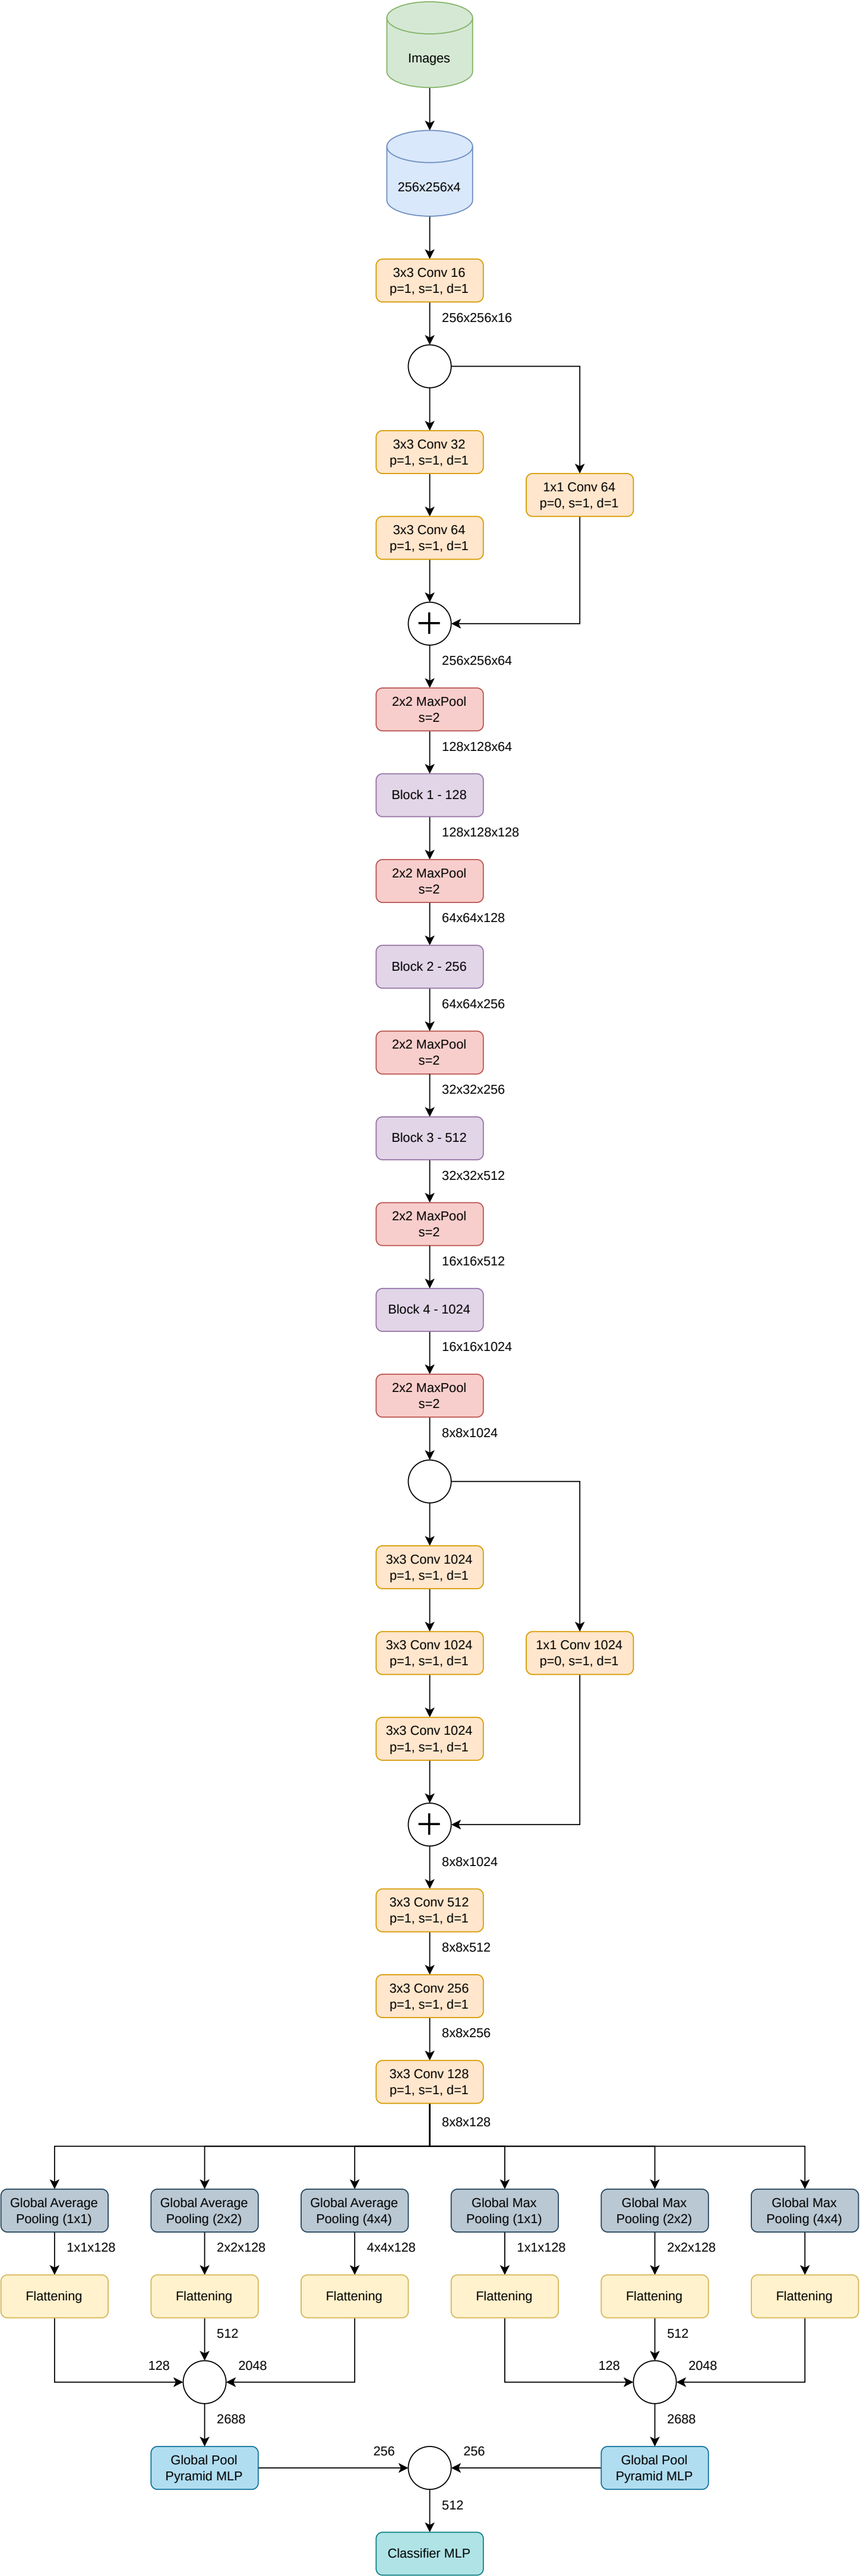 Images
256x256x4
3x3 Conv 16
p=1, s=1, d=1
256x256x16
3x3 Conv 32
p=1, s=1, d=1
1x1 Conv 64
p=0, s=1, d=1
3x3 Conv 64
p=1, s=1, d=1
256x256x64
2x2 MaxPool
s=2
128x128x64
Block 1 - 128
128x128x128
2x2 MaxPool
s=2
64x64x128
Block 2 - 256
64x64x256
2x2 MaxPool
s=2
32x32x256
Block 3 - 512
32x32x512
2x2 MaxPool
s=2
16x16x512
Block 4 - 1024
16x16x1024
2x2 MaxPool
s=2
8x8x1024
3x3 Conv 1024
p=1, s=1, d=1
3x3 Conv 1024
p=1, s=1, d=1
1x1 Conv 1024
p=0, s=1, d=1
3x3 Conv 1024
p=1, s=1, d=1
8x8x1024
3x3 Conv 512
p=1, s=1, d=1
8x8x512
3x3 Conv 256
p=1, s=1, d=1
8x8x256
3x3 Conv 128
p=1, s=1, d=1
8x8x128
Global Average
Pooling (1x1)
Global Average
Pooling (2x2)
Global Average
Pooling (4x4)
Global Max
Pooling (1x1)
Global Max
Pooling (2x2)
Global Max
Pooling (4x4)
1x1x128
2x2x128
4x4x128
1x1x128
2x2x128
Flattening
Flattening
Flattening
Flattening
Flattening
Flattening
512
512
128
2048
128
2048
2688
2688
Global Pool
Pyramid MLP
256
256
Global Pool
Pyramid MLP
512
Classifier MLP